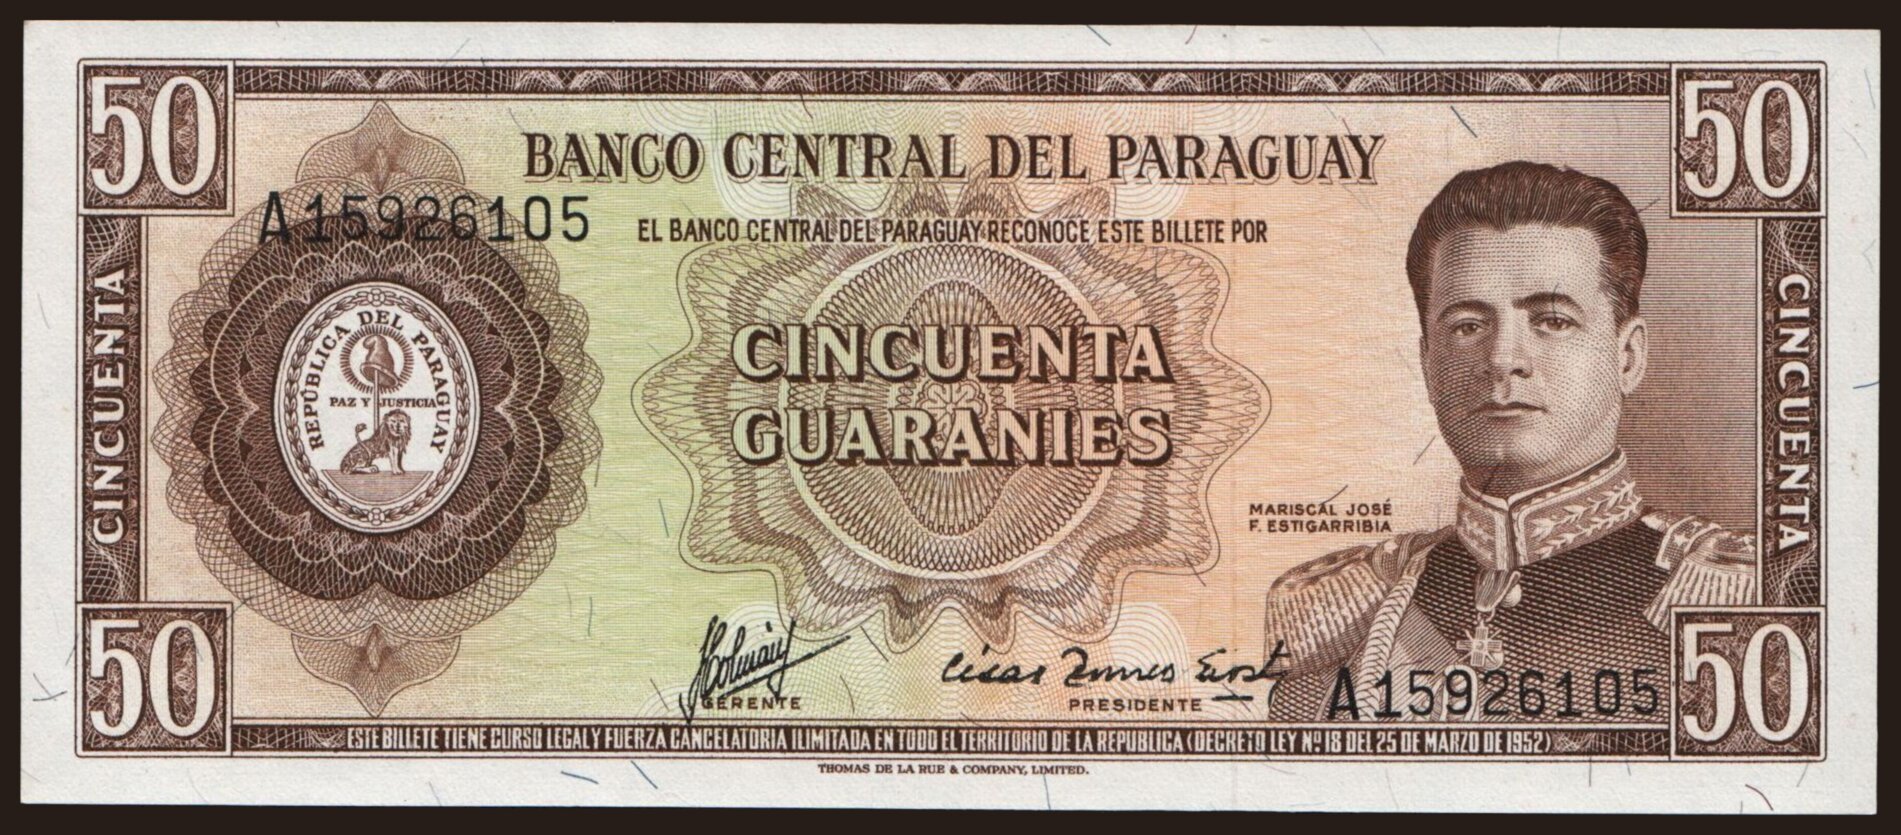 50
50
BANCO CENTRAL DEL PARAGUAY
A15926105
EL BANCO CENTRAL DEL PARAGUAY RECONOCE ESTE BILLETE POR
CINCUENTA
CINCUENTA
REPÚBLICA DEL PARAGUAY
PAZ Y JUSTICIA
CINCUENTA
GUARANIES
MARISCAL JOSÉ
F. ESTIGARRIBIA
GERENTE
PRESIDENTE
A15926105
50
50
ESTE BILLETE TIENE CURSO LEGAL Y FUERZA CANCELATORIA ILIMITADA EN TODO EL TERRITORIO DE LA REPUBLICA (DECRETO LEY Nº 18 DEL 25 DE MARZO DE 1952)
THOMAS DE LA RUE & COMPANY, LIMITED.